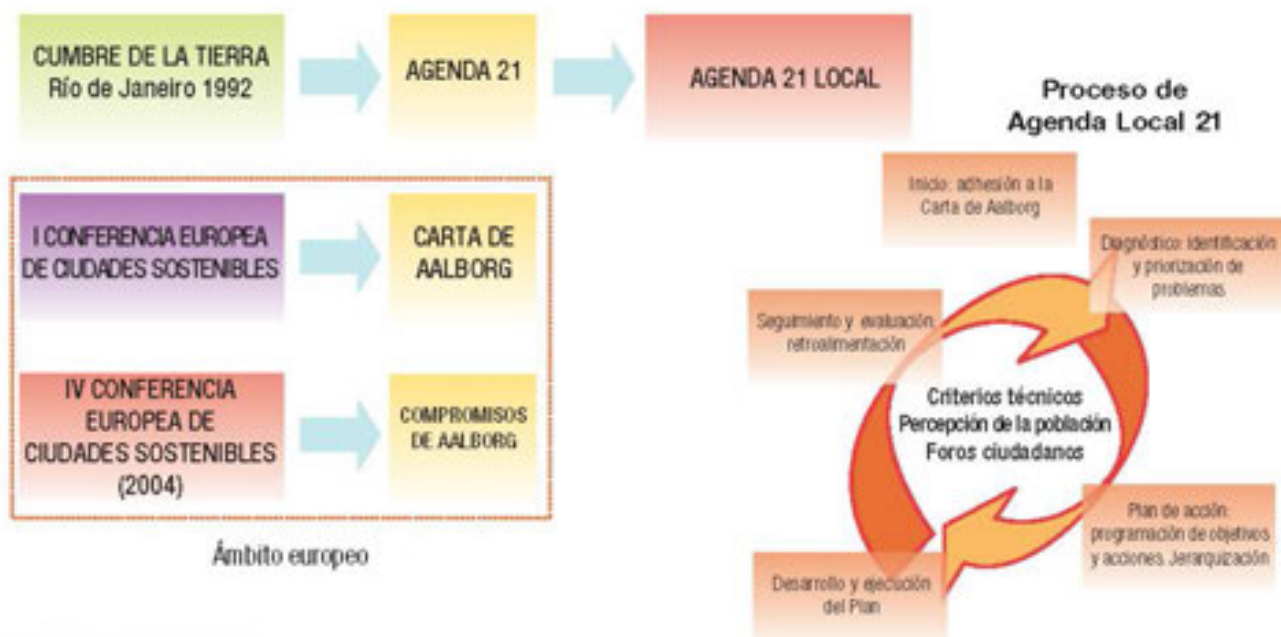 CUMBRE DE LA TIERRA
Río de Janeiro 1992
AGENDA 21
AGENDA 21 LOCAL
I CONFERENCIA EUROPEA
DE CIUDADES SOSTENIBLES
CARTA DE
AALBORG
IV CONFERENCIA
EUROPEA DE
CIUDADES SOSTENIBLES
(2004)
COMPROMISOS
DE AALBORG
Ámbito europeo
Proceso de
Agenda Local 21
Inicio: adhesión a la
Carta de Aalborg
Diagnóstico: identificación
y priorización de
problemas
Seguimiento y evaluación:
retroalimentación
Criterios técnicos
Percepción de la población
Foros ciudadanos
Plan de acción:
programación de objetivos
y acciones. Jerarquización
Desarrollo y ejecución
del Plan